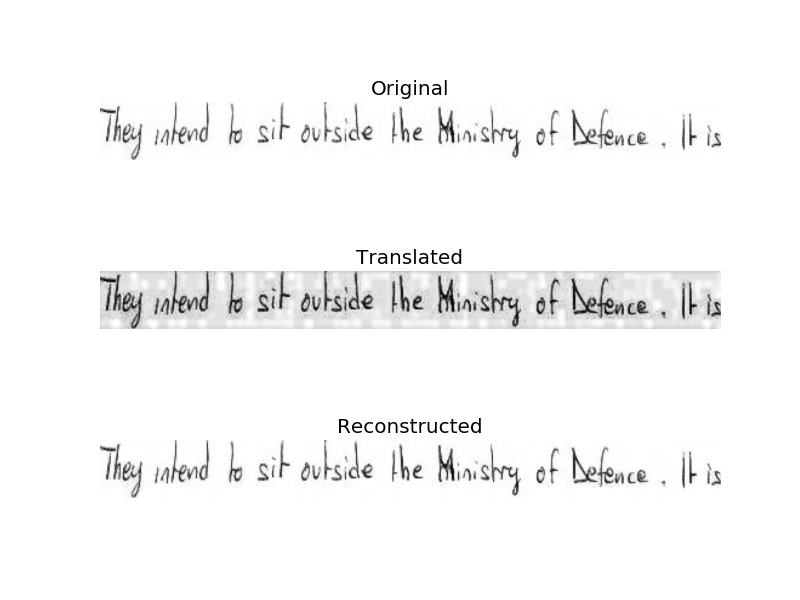 Original
They intend to sit outside the Ministry of Defence. It is
Translated
They intend to sit outside the Ministry of Defence. It is
Reconstructed
They intend to sit outside the Ministry of Defence. It is